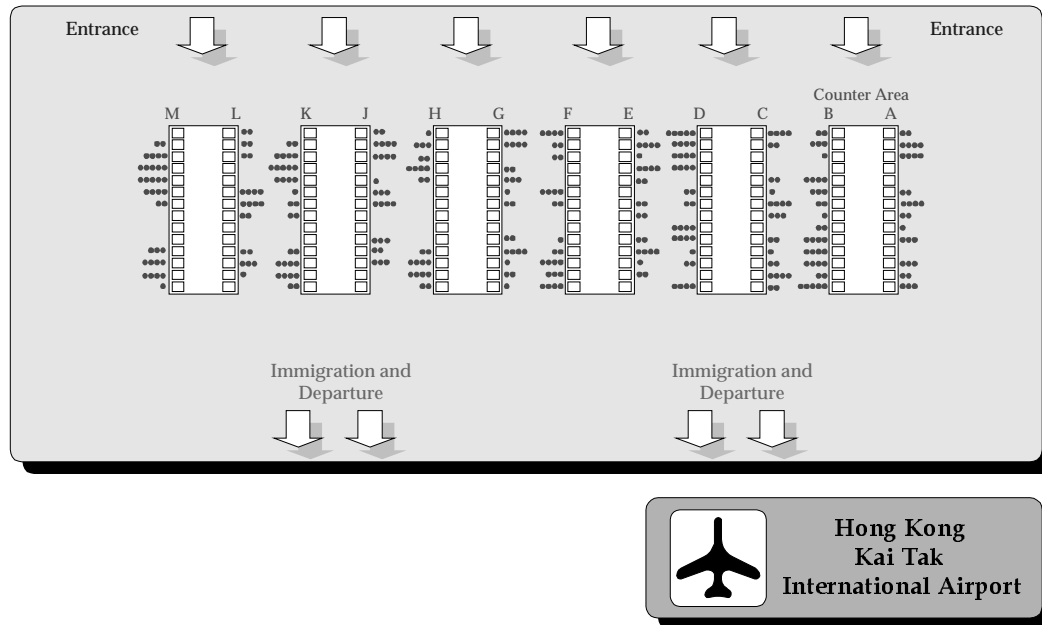 Entrance
Entrance
Counter Area
M L K J H G F E D C B A
Immigration and
Departure
Immigration and
Departure
Hong Kong
Kai Tak
International Airport